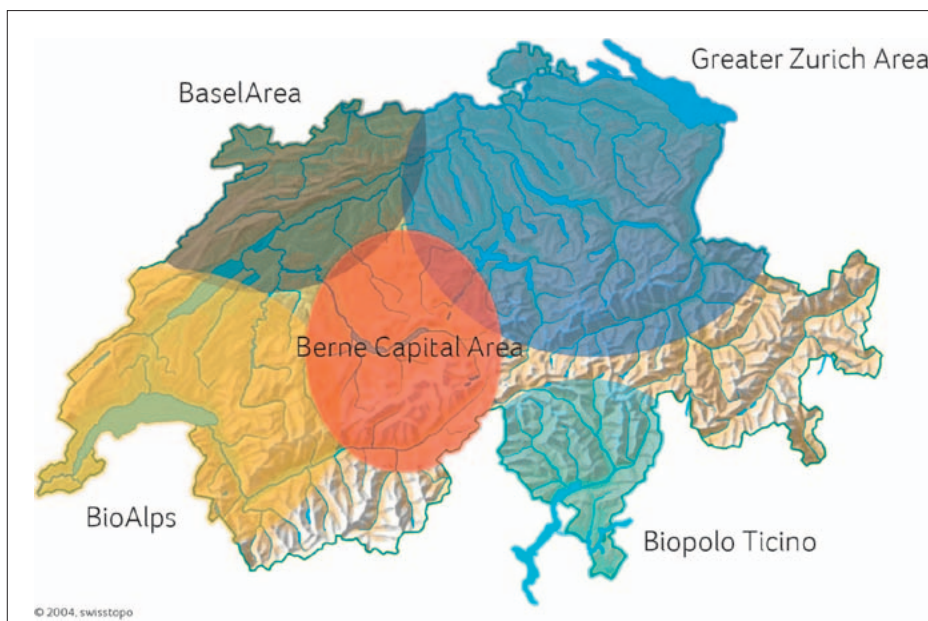 Greater Zurich Area
BaselArea
Berne Capital Area
BioAlps
Biopolo Ticino
© 2004, swisstopo